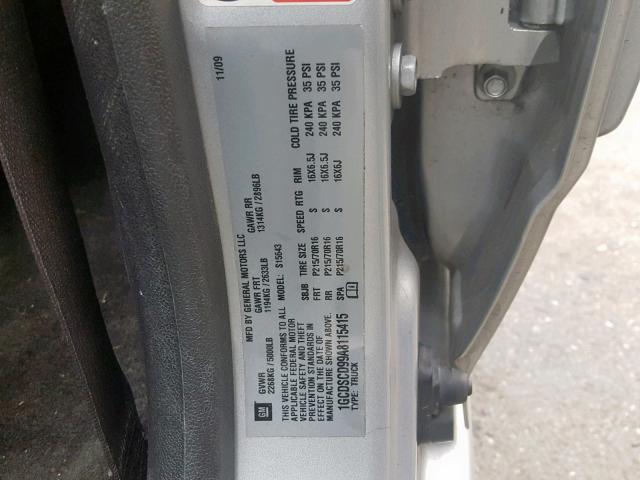 MFD BY GENERAL MOTORS LLC 11/09
GVWR GAWR FRT GAWR RR
2268KG / 5000LB 1194KG / 2633LB 1314KG / 2896LB
GM THIS VEHICLE CONFORMS TO ALL MODEL: S15643
APPLICABLE FEDERAL MOTOR
VEHICLE SAFETY AND THEFT
PREVENTION STANDARDS IN
EFFECT ON THE DATE OF
MANUFACTURE SHOWN ABOVE.
1GCDSCD99A8115415
TYPE: TRUCK
SBJB TIRE SIZE SPEED RTG RIM COLD TIRE PRESSURE
FRT P215/70R16 S 16X6.5J 240 KPA 35 PSI
RR P215/70R16 S 16X6.5J 240 KPA 35 PSI
SPA P215/70R16 S 16X6J 240 KPA 35 PSI